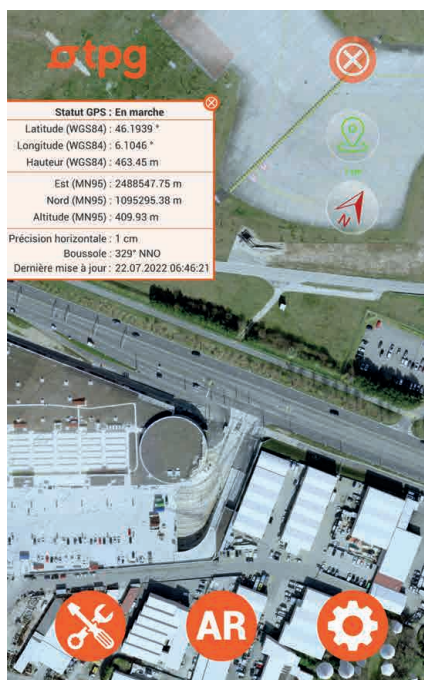 tpg
Statut GPS : En marche
Latitude (WGS84) : 46.1939 °
Longitude (WGS84) : 6.1046 °
Hauteur (WGS84) : 463.45 m
Est (MN95) : 2488547.75 m
Nord (MN95) : 1095295.38 m
Altitude (MN95) : 409.93 m
Précision horizontale : 1 cm
Boussole : 329° NNO
Dernière mise à jour : 22.07.2022 06:46:21
N
AR